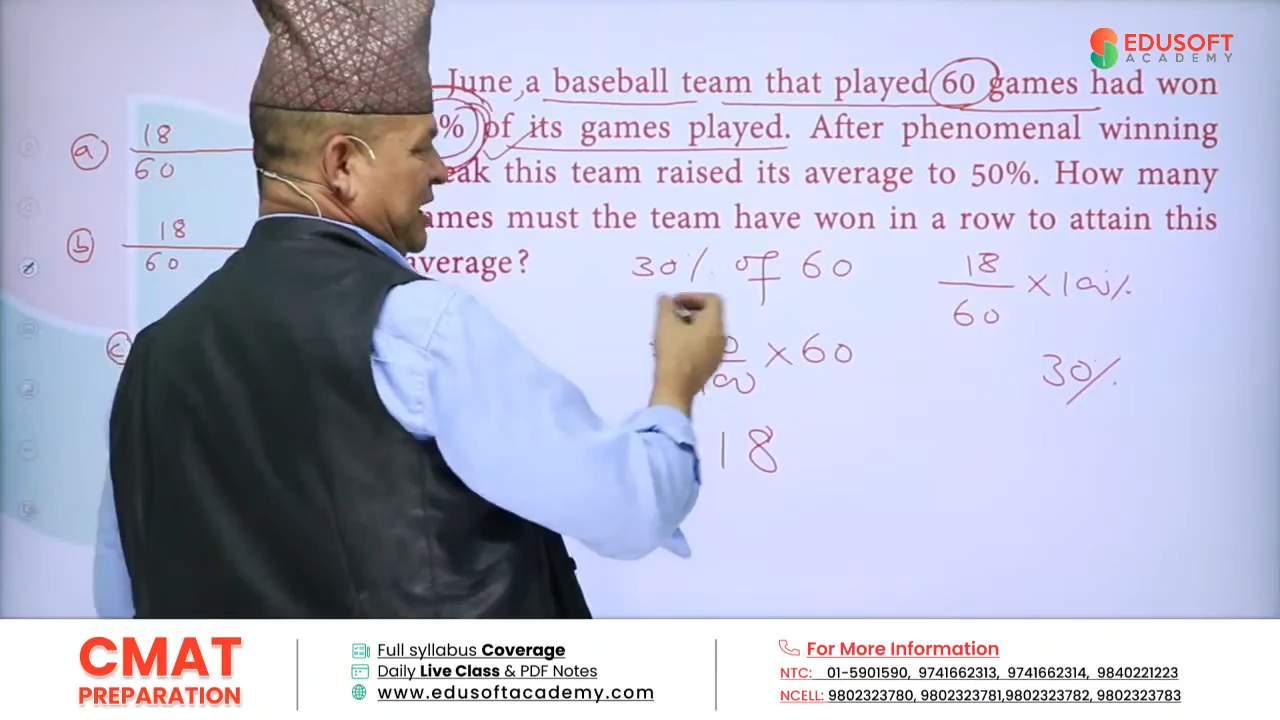 EDUSOFT
ACADEMY
June, a baseball team that played 60 games had won
% of its games played. After phenomenal winning
eak this team raised its average to 50%. How many
ames must the team have won in a row to attain this
average?
a 18
60
b 18
60
c
30% of 60
× 60
100
18
18
60 × 100%
30%
CMAT
PREPARATION
Full syllabus Coverage
Daily Live Class & PDF Notes
www.edusoftacademy.com
For More Information
NTC: 01-5901590, 9741662313, 9741662314, 9840221223
NCELL: 9802323780, 9802323781,9802323782, 9802323783